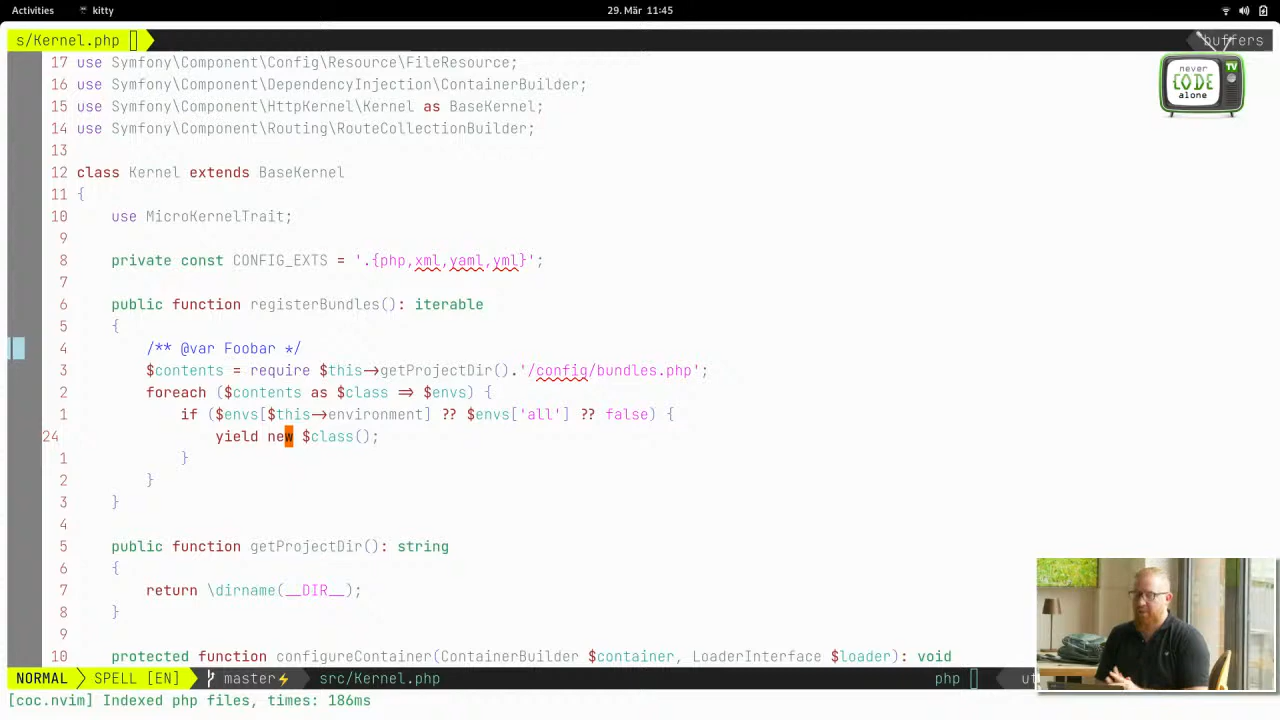 Activities kitty 29. Mär 11:45
s/Kernel.php buffers
never
CODE
alone
TV
17 use Symfony\Component\Config\Resource\FileResource;
16 use Symfony\Component\DependencyInjection\ContainerBuilder;
15 use Symfony\Component\HttpKernel\Kernel as BaseKernel;
14 use Symfony\Component\Routing\RouteCollectionBuilder;
13
12 class Kernel extends BaseKernel
11 {
10 use MicroKernelTrait;
9
8 private const CONFIG_EXTS = '.{php,xml,yaml,yml}';
7
6 public function registerBundles(): iterable
5 {
4 /** @var Foobar */
3 $contents = require $this->getProjectDir().'/config/bundles.php';
2 foreach ($contents as $class => $envs) {
1 if ($envs[$this->environment] ?? $envs['all'] ?? false) {
24 yield new $class();
1 }
2 }
3 }
4
5 public function getProjectDir(): string
6 {
7 return \dirname(__DIR__);
8 }
9
10 protected function configureContainer(ContainerBuilder $container, LoaderInterface $loader): void
NORMAL SPELL [EN] master⚡ src/Kernel.php php
[coc.nvim] Indexed php files, times: 186ms